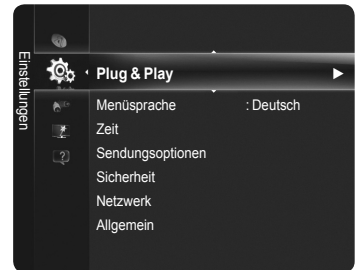 Einstellungen
Plug & Play
Menüsprache : Deutsch
Zeit
Sendungsoptionen
Sicherheit
Netzwerk
Allgemein